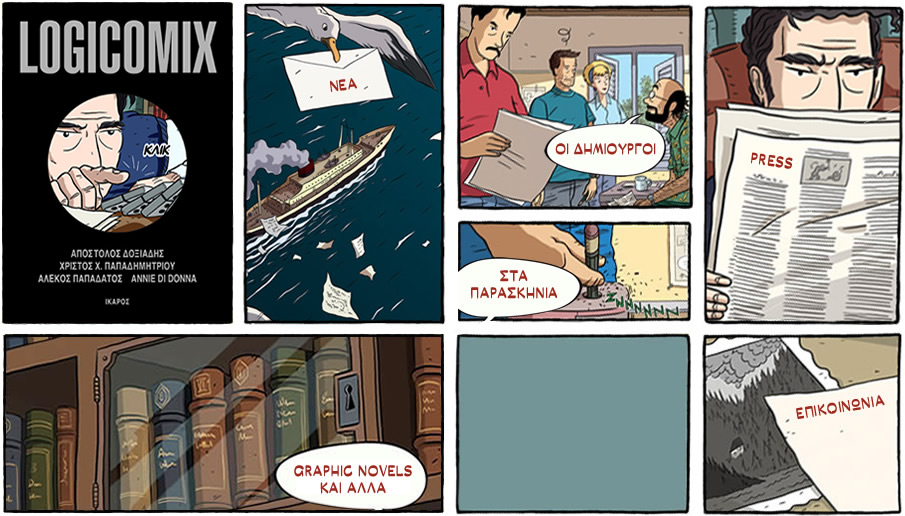 LOGICOMIX
ΚΛΙΚ
ΑΠΟΣΤΟΛΟΣ ΔΟΞΙΑΔΗΣ
ΧΡΙΣΤΟΣ Χ. ΠΑΠΑΔΗΜΗΤΡΙΟΥ
ΑΛΕΚΟΣ ΠΑΠΑΔΑΤΟΣ ANNIE DI DONNA
ΙΚΑΡΟΣ
ΝΕΑ
ΟΙ ΔΗΜΙΟΥΡΓΟΙ
PRESS
ΣΤΑ
ΠΑΡΑΣΚΗΝΙΑ
ΖΝΝΝΝΝΝ
GRAPHIC NOVELS
ΚΑΙ ΑΛΛΑ
ΕΠΙΚΟΙΝΩΝΙΑ